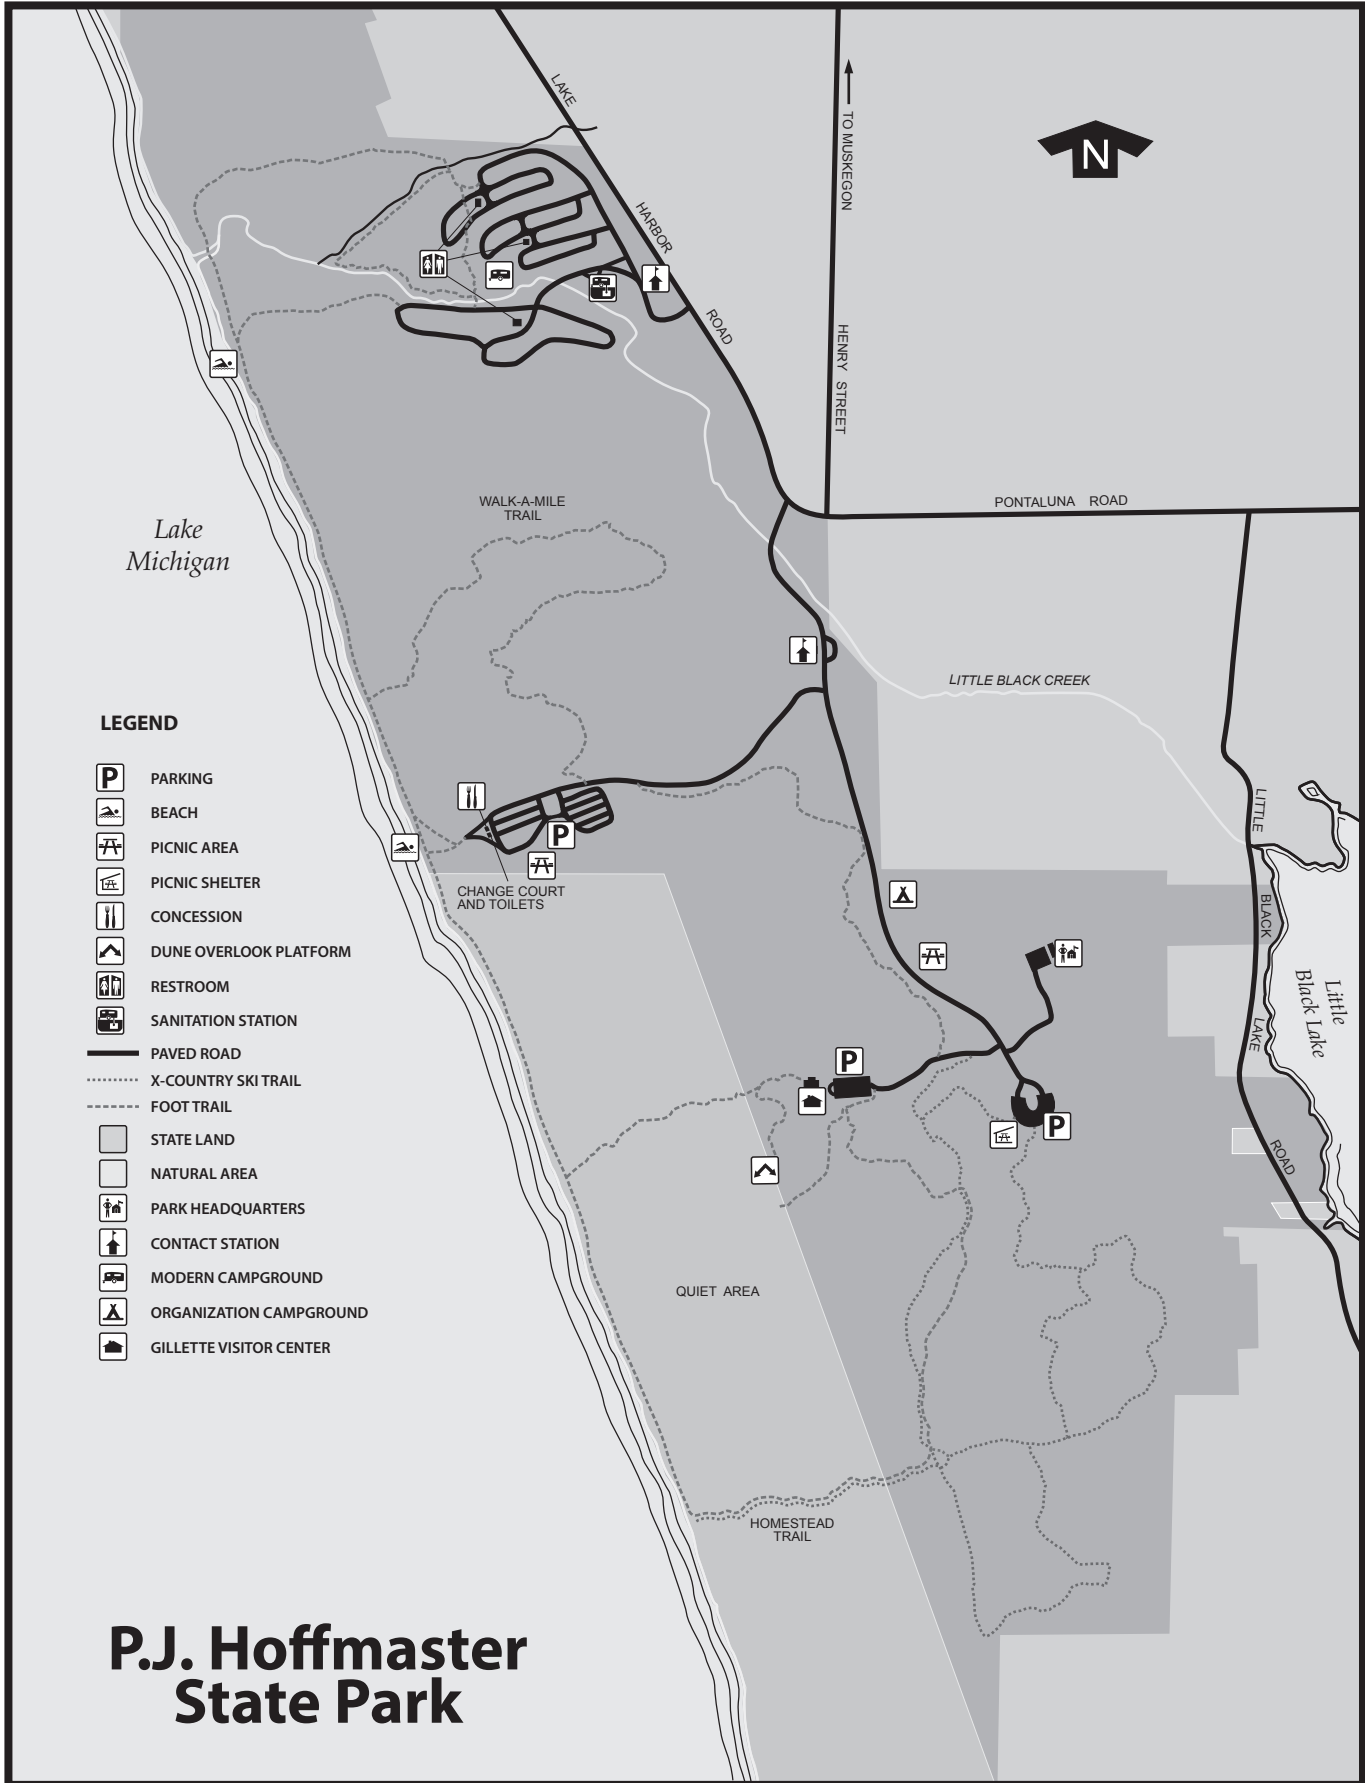 LAKE
HARBOR
ROAD
TO MUSKEGON
N
HENRY STREET
PONTALUNA ROAD
WALK-A-MILE
TRAIL
Lake
Michigan
LITTLE BLACK CREEK
LEGEND
P PARKING
BEACH
PICNIC AREA
PICNIC SHELTER
CONCESSION
DUNE OVERLOOK PLATFORM
RESTROOM
SANITATION STATION
PAVED ROAD
X-COUNTRY SKI TRAIL
FOOT TRAIL
STATE LAND
NATURAL AREA
PARK HEADQUARTERS
CONTACT STATION
MODERN CAMPGROUND
ORGANIZATION CAMPGROUND
GILLETTE VISITOR CENTER
P
CHANGE COURT
AND TOILETS
LITTLE
BLACK
LAKE
ROAD
Little
Black Lake
P
P
QUIET AREA
HOMESTEAD
TRAIL
P.J. Hoffmaster
State Park